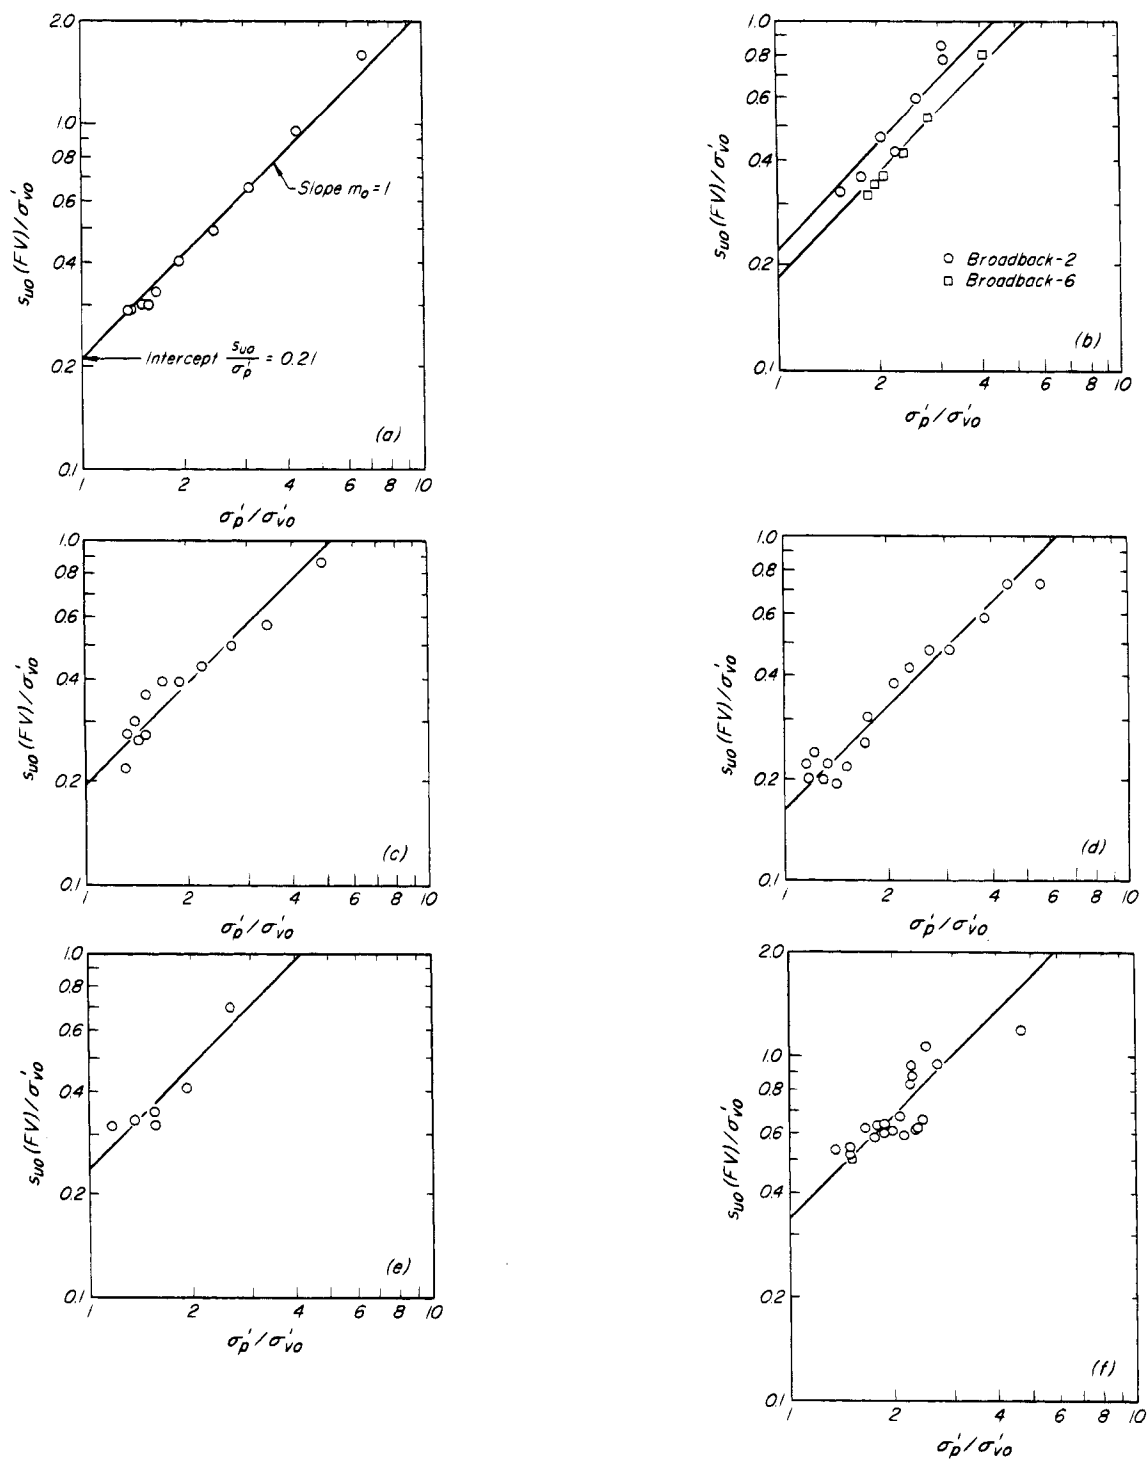 2.0
1.0
0.8
0.6
0.4
0.2
0.1
s_uo (FV)/σ'_vo
Slope m_o = 1
Intercept s_uo/σ'_p = 0.21
(a)
1 2 4 6 8 10
σ'_p/σ'_vo
1.0
0.8
0.6
0.4
0.2
0.1
s_uo (FV)/σ'_vo
Broadback-2
Broadback-6
(b)
1 2 4 6 8 10
σ'_p/σ'_vo
1.0
0.8
0.6
0.4
0.2
0.1
s_uo (FV)/σ'_vo
(c)
1 2 4 6 8 10
σ'_p/σ'_vo
1.0
0.8
0.6
0.4
0.2
0.1
s_uo (FV)/σ'_vo
(d)
1 2 4 6 8 10
σ'_p/σ'_vo
1.0
0.8
0.6
0.4
0.2
0.1
s_uo (FV)/σ'_vo
(e)
1 2 4 6 8 10
σ'_p/σ'_vo
2.0
1.0
0.8
0.6
0.4
0.2
0.1
s_uo (FV)/σ'_vo
(f)
1 2 4 6 8 10
σ'_p/σ'_vo